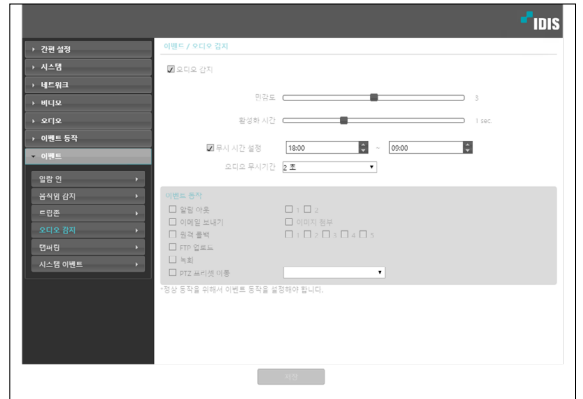 IDIS
간편 설정
시스템
네트워크
비디오
오디오
이벤트 동작
이벤트
알람 인
움직임 감지
트립존
오디오 감지
탬퍼링
시스템 이벤트
이벤트 / 오디오 감지
오디오 감지
민감도 3
활성화 시간 1 sec.
무시 시간 설정 18:00 ~ 09:00
오디오 무시기간 2 초
이벤트 동작
알람 아웃 1 2
이메일 보내기 이미지 첨부
원격 콜백 1 2 3 4 5
FTP 업로드
녹화
PTZ 프리셋 이동
*정상 동작을 위해서 이벤트 동작을 설정해야 합니다.
저장